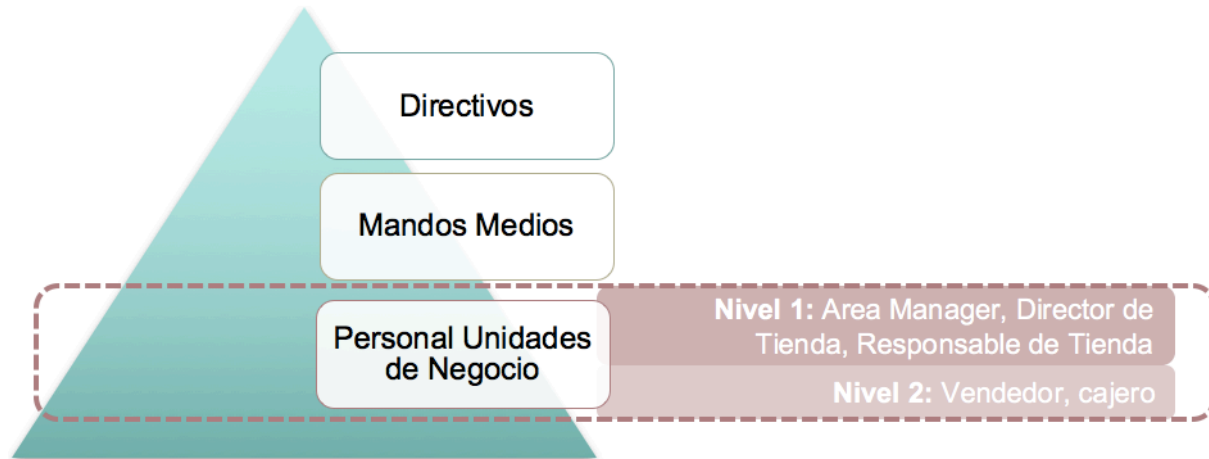 Directivos
Mandos Medios
Personal Unidades
de Negocio
Nivel 1: Area Manager, Director de
Tienda, Responsable de Tienda
Nivel 2: Vendedor, cajero